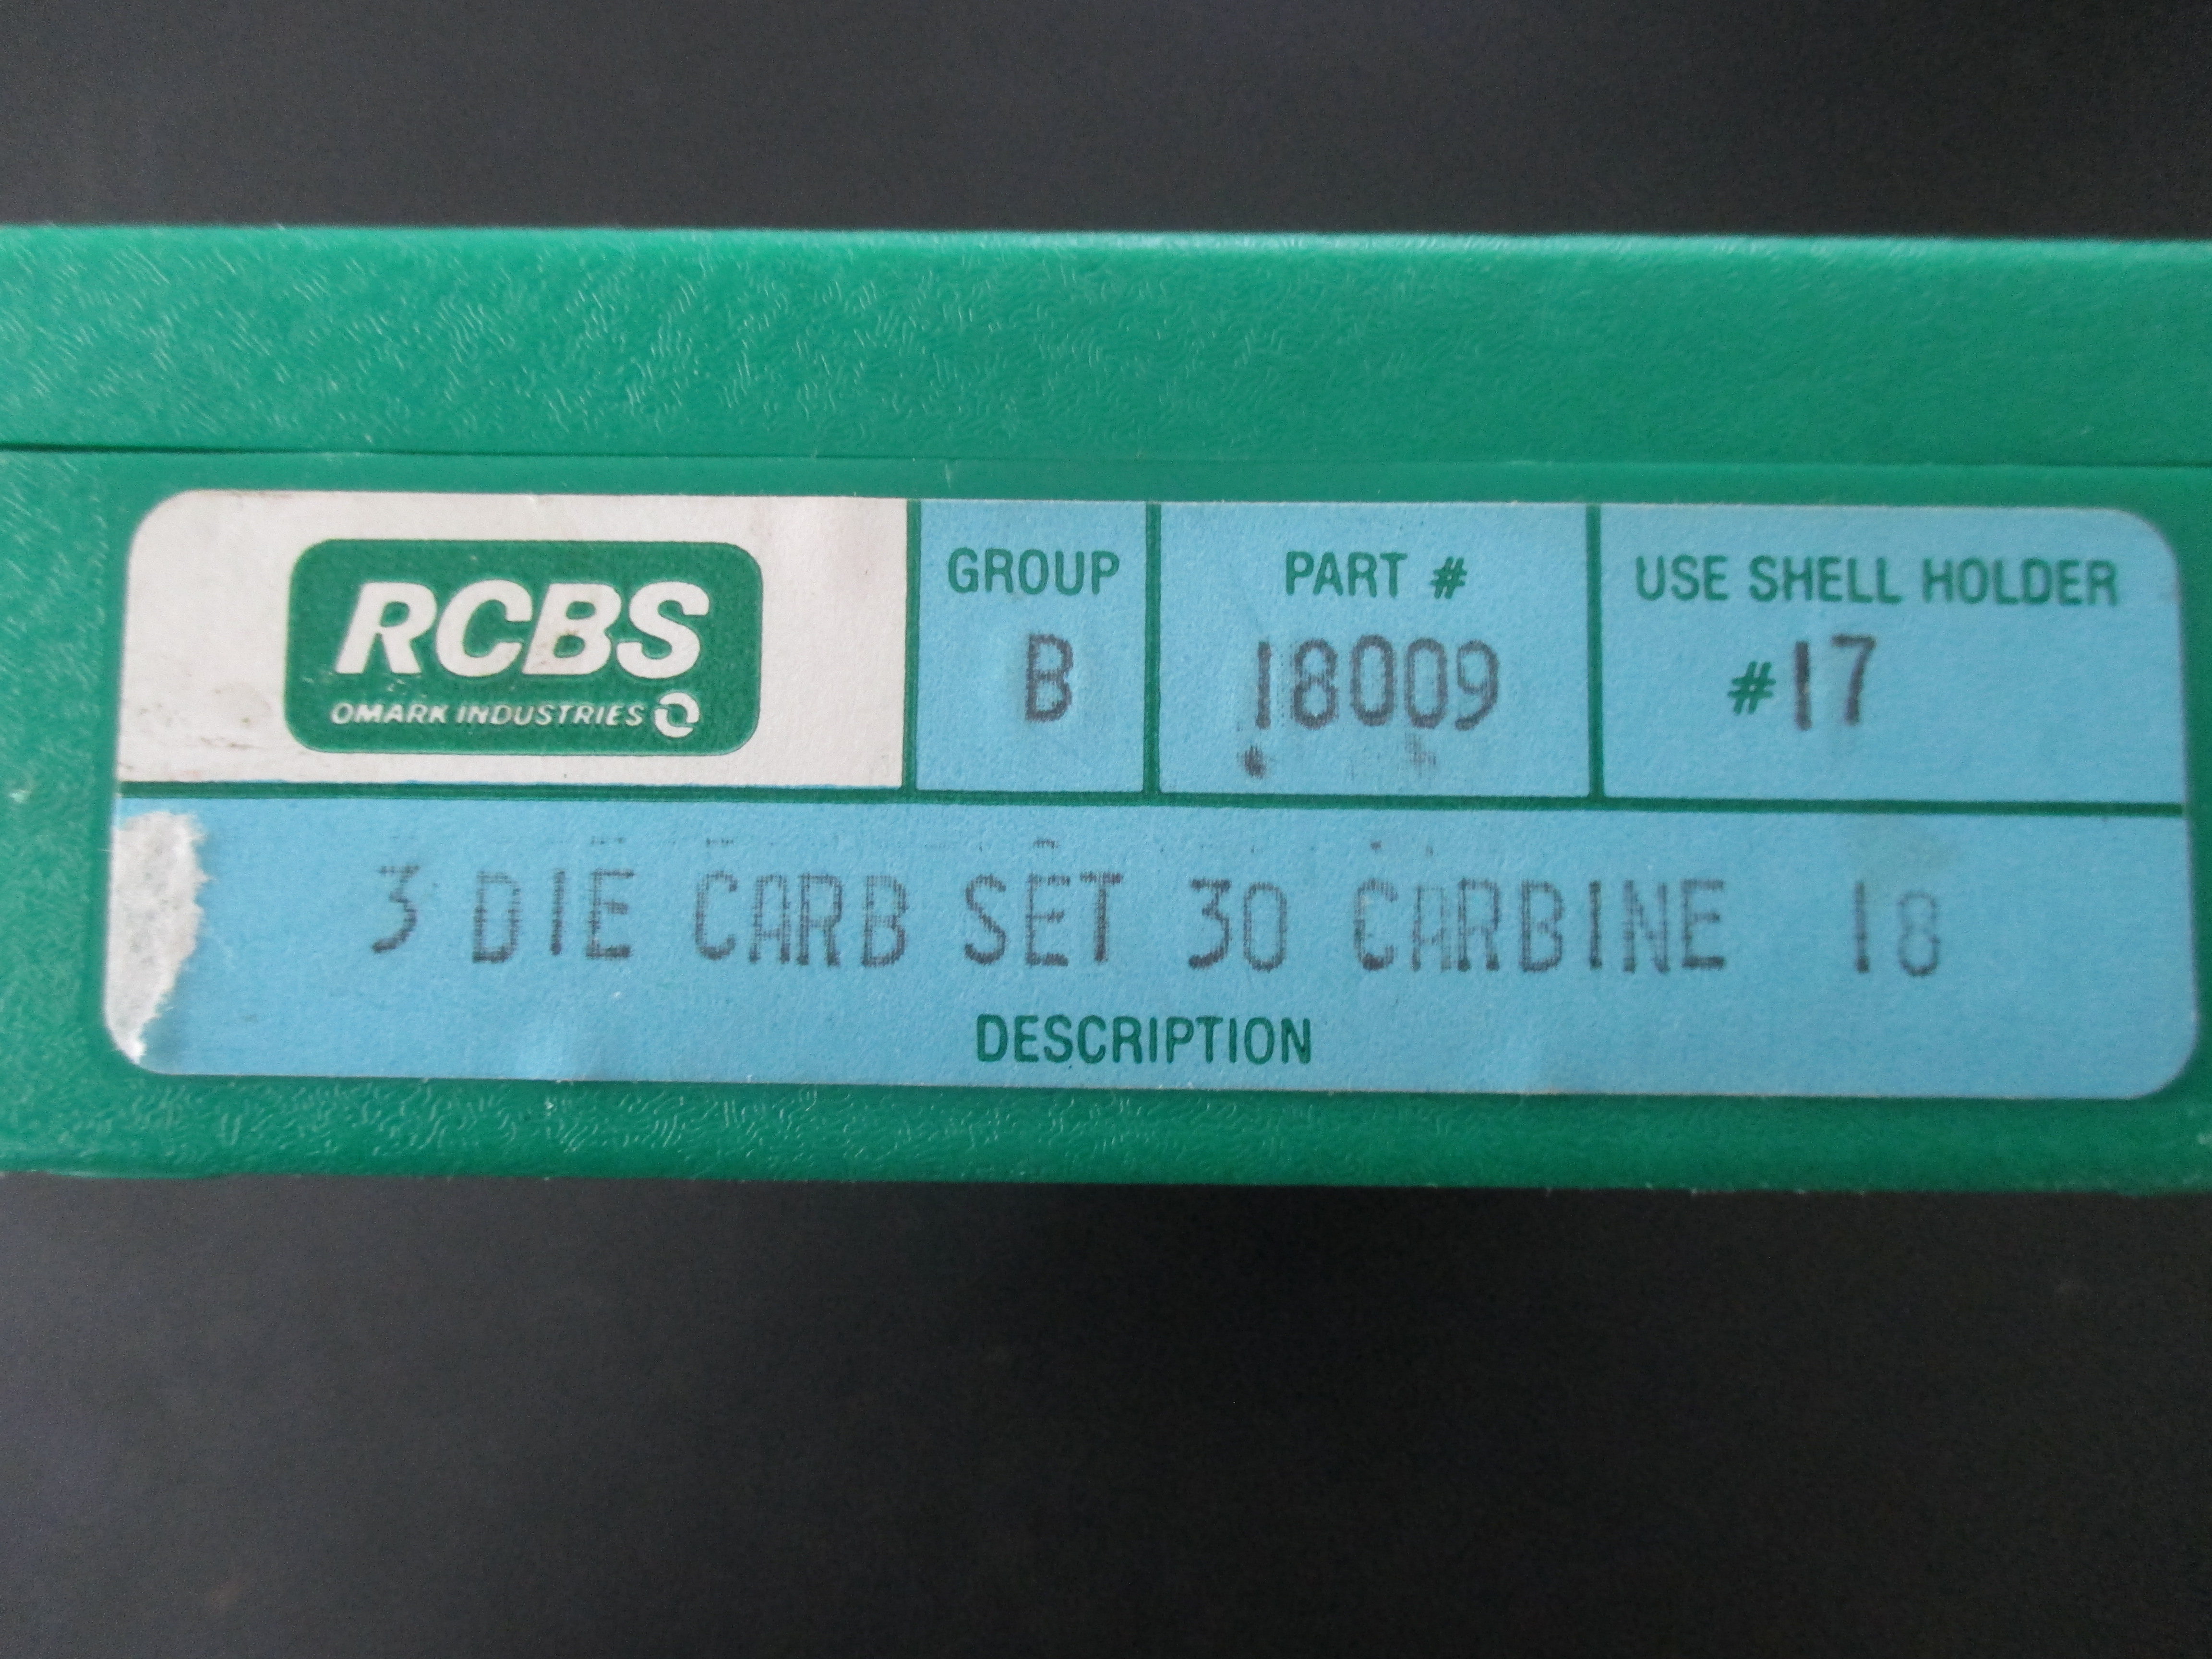 RCBS
OMARK INDUSTRIES
GROUP
B
PART #
18009
USE SHELL HOLDER
#17
3 DIE CARB SET 30 CARBINE 18
DESCRIPTION